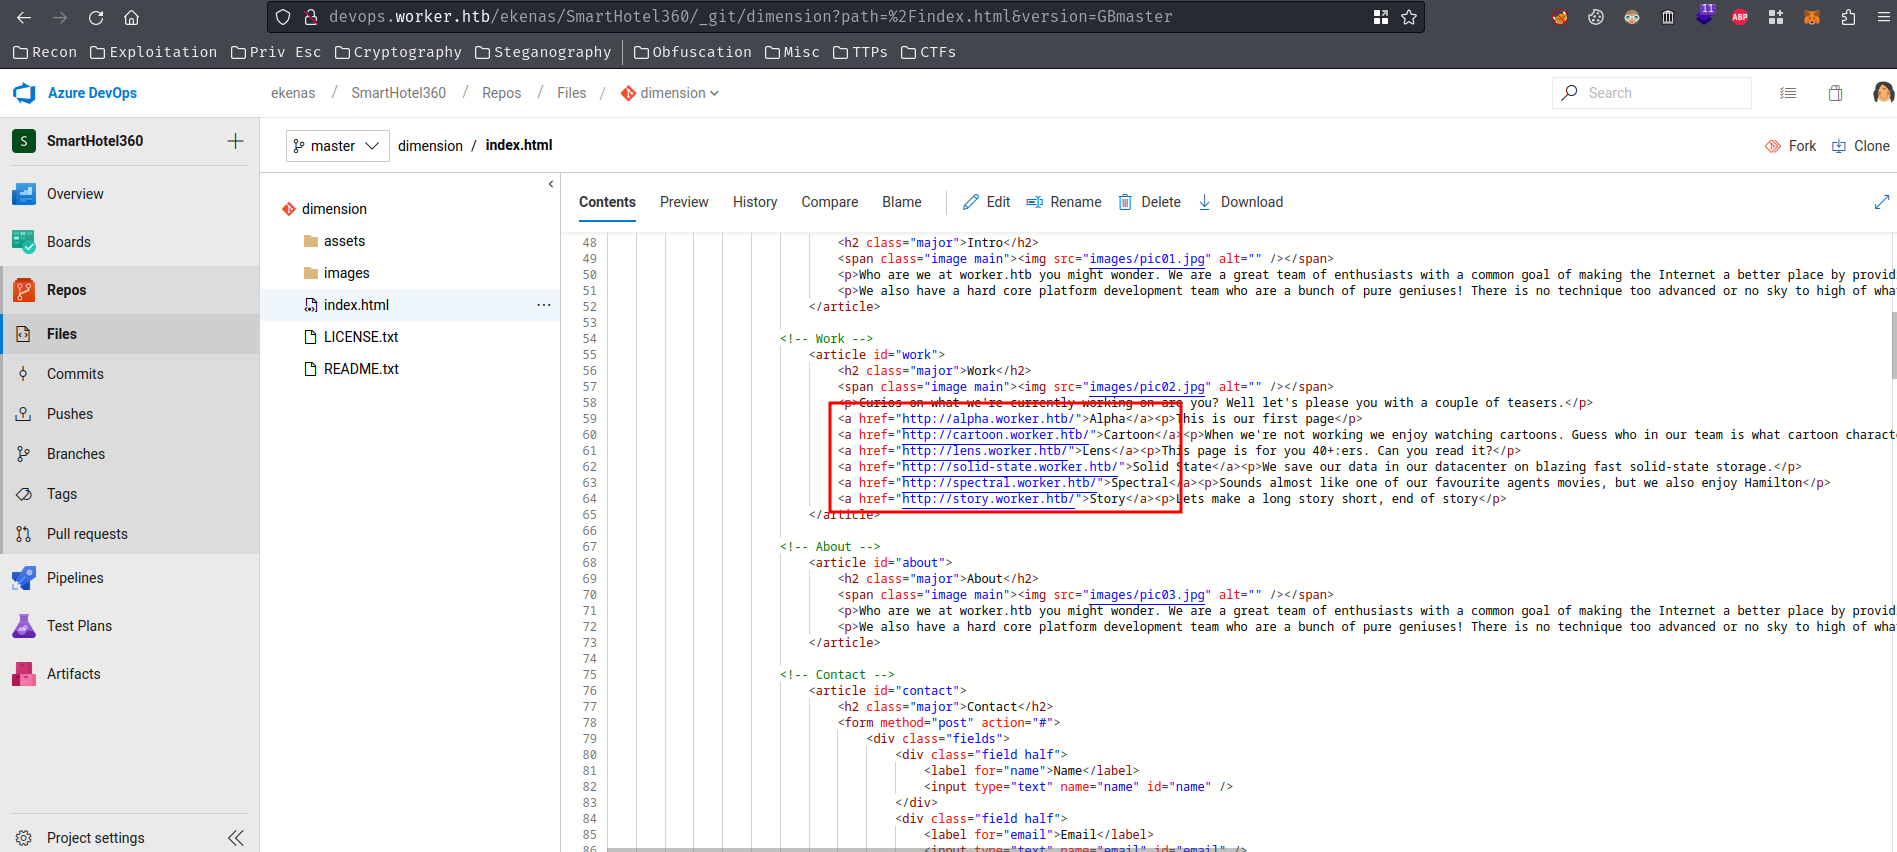 devops.worker.htb/ekenas/SmartHotel360/_git/dimension?path=%2Findex.html&version=GBmaster
11
ABP
Recon Exploitation Priv Esc Cryptography Steganography Obfuscation Misc TTPs CTFs
Azure DevOps
ekenas / SmartHotel360 / Repos / Files / dimension
Search
S SmartHotel360
master dimension / index.html
Fork Clone
Overview
Boards
Repos
Files
Commits
Pushes
Branches
Tags
Pull requests
Pipelines
Test Plans
Artifacts
Project settings
dimension
assets
images
index.html ...
LICENSE.txt
README.txt
Contents Preview History Compare Blame Edit Rename Delete Download
48 <h2 class="major">Intro</h2>
49 <span class="image main"><img src="images/pic01.jpg" alt="" /></span>
50 <p>Who are we at worker.htb you might wonder. We are a great team of enthusiasts with a common goal of making the Internet a better place by providi
51 <p>We also have a hard core platform development team who are a bunch of pure geniuses! There is no technique too advanced or no sky to high of wha
52 </article>
53
54 <!-- Work -->
55 <article id="work">
56 <h2 class="major">Work</h2>
57 <span class="image main"><img src="images/pic02.jpg" alt="" /></span>
58 <p>Curios on what we're currently working on are you? Well let's please you with a couple of teasers.</p>
59 <a href="http://alpha.worker.htb/">Alpha</a><p>This is our first page</p>
60 <a href="http://cartoon.worker.htb/">Cartoon</a><p>When we're not working we enjoy watching cartoons. Guess who in our team is what cartoon charact
61 <a href="http://lens.worker.htb/">Lens</a><p>This page is for you 40+:ers. Can you read it?</p>
62 <a href="http://solid-state.worker.htb/">Solid State</a><p>We save our data in our datacenter on blazing fast solid-state storage.</p>
63 <a href="http://spectral.worker.htb/">Spectral</a><p>Sounds almost like one of our favourite agents movies, but we also enjoy Hamilton</p>
64 <a href="http://story.worker.htb/">Story</a><p>Lets make a long story short, end of story</p>
65 </article>
66
67 <!-- About -->
68 <article id="about">
69 <h2 class="major">About</h2>
70 <span class="image main"><img src="images/pic03.jpg" alt="" /></span>
71 <p>Who are we at worker.htb you might wonder. We are a great team of enthusiasts with a common goal of making the Internet a better place by providi
72 <p>We also have a hard core platform development team who are a bunch of pure geniuses! There is no technique too advanced or no sky to high of wha
73 </article>
74
75 <!-- Contact -->
76 <article id="contact">
77 <h2 class="major">Contact</h2>
78 <form method="post" action="#">
79 <div class="fields">
80 <div class="field half">
81 <label for="name">Name</label>
82 <input type="text" name="name" id="name" />
83 </div>
84 <div class="field half">
85 <label for="email">Email</label>
86 <input type="text" name="email" id="email" />